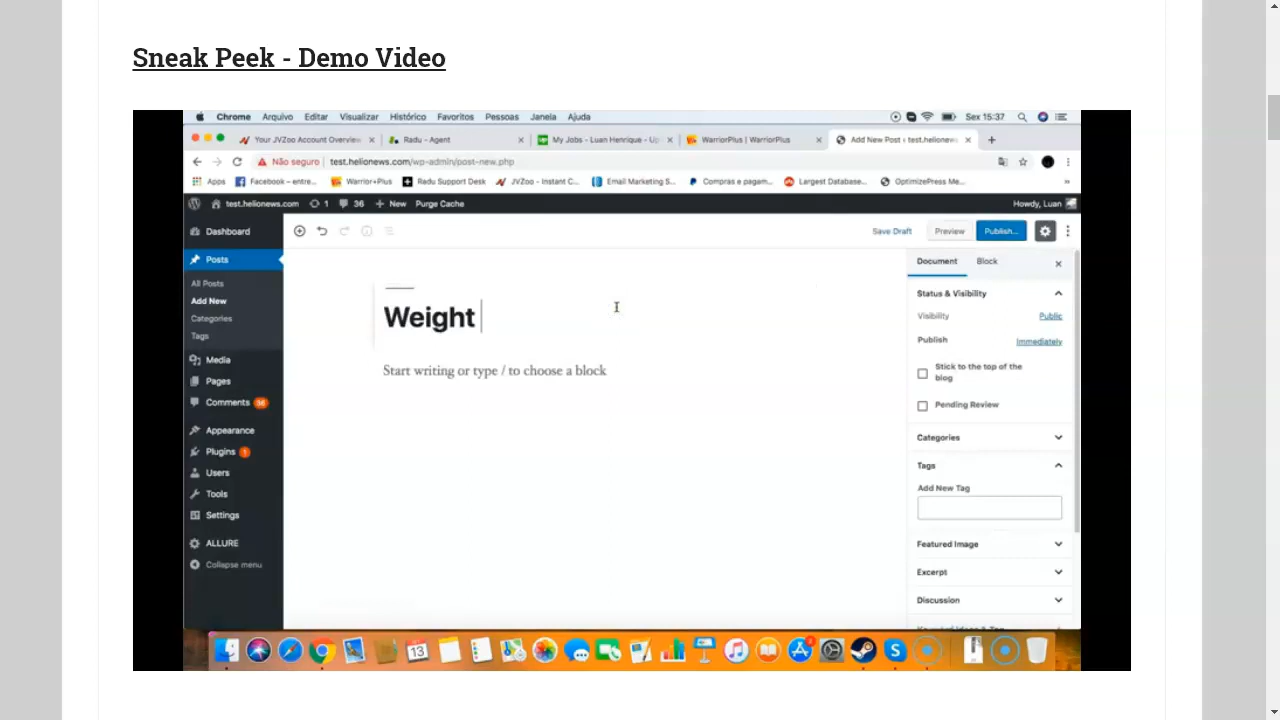 Sneak Peek - Demo Video
Chrome Arquivo Editar Visualizar Histórico Favoritos Pessoas Janela Ajuda Sex 15:37
Your JVZoo Account Overview Radu - Agent My Jobs - Luan Henrique - Up WarriorPlus | WarriorPlus Add New Post ‹ test.helionews
Não seguro test.helionews.com/wp-admin/post-new.php
Apps Facebook – entre... Warrior+Plus Radu Support Desk JVZoo - Instant C... Email Marketing S... Compras e pagam... Largest Database... OptimizePress Me... »
test.helionews.com 1 36 New Purge Cache Howdy, Luan
Dashboard Save Draft Preview Publish...
Posts Document Block
All Posts
Add New
Categories
Tags
Media
Pages
Comments 36
Appearance
Plugins 1
Users
Tools
Settings
ALLURE
Collapse menu
Weight
Start writing or type / to choose a block
Status & Visibility
Visibility Public
Publish Immediately
Stick to the top of the
blog
Pending Review
Categories
Tags
Add New Tag
Featured Image
Excerpt
Discussion
13